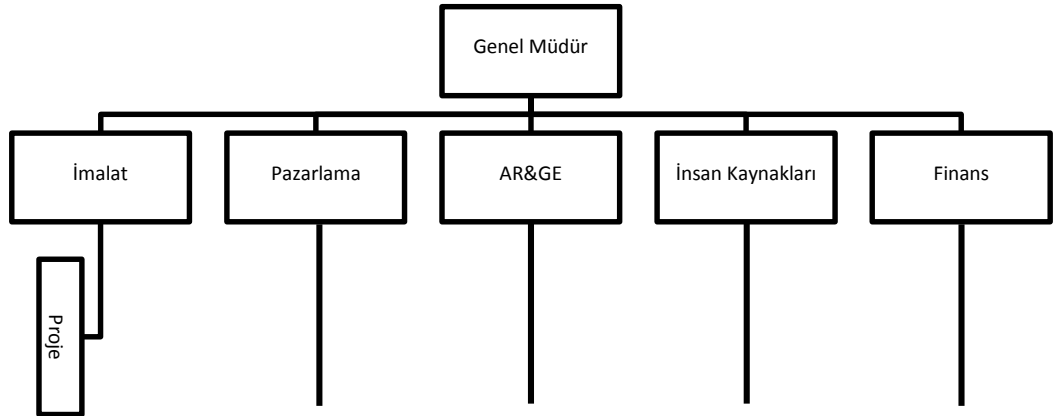 Genel Müdür
İmalat
Pazarlama
AR&GE
İnsan Kaynakları
Finans
Proje